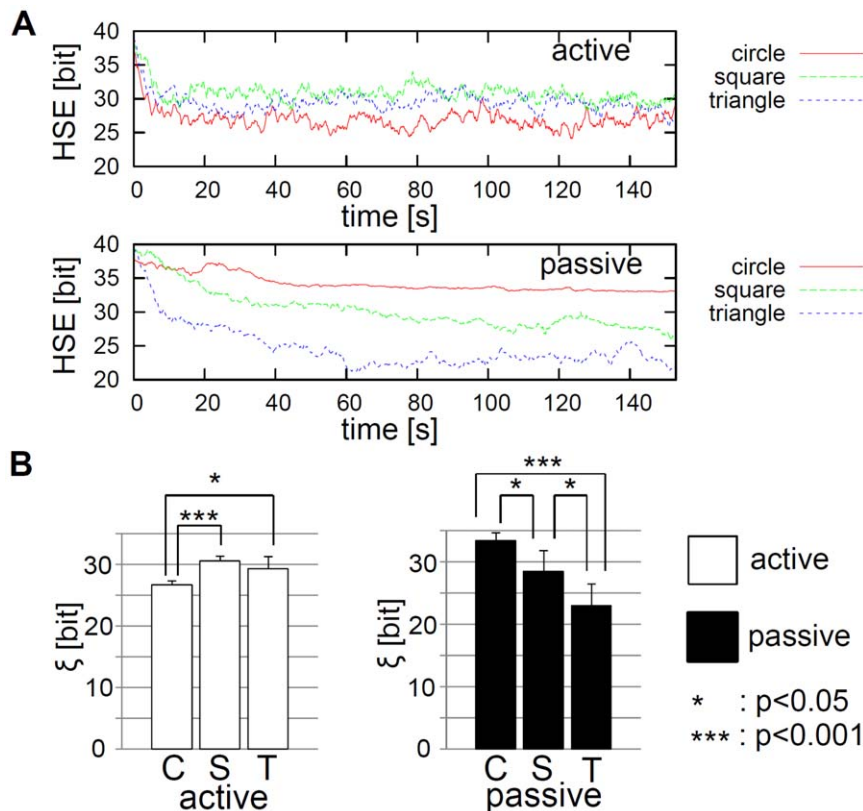 A
HSE [bit]
40
35
30
25
20
active
circle
square
triangle
0 20 40 60 80 100 120 140
time [s]
HSE [bit]
40
35
30
25
20
passive
circle
square
triangle
0 20 40 60 80 100 120 140
time [s]
B
*
***
ξ [bit]
30
20
10
0
C S T
active
***
* *
ξ [bit]
30
20
10
0
C S T
passive
active
passive
* : p<0.05
*** : p<0.001